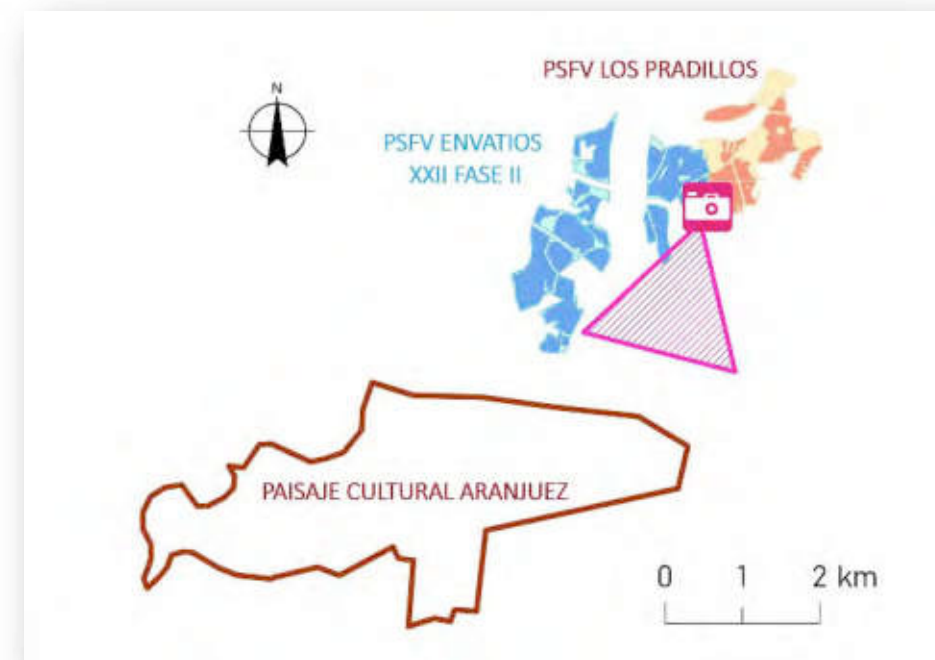 PSFV LOS PRADILLOS
N
PSFV ENVATIOS
XXII FASE II
PAISAJE CULTURAL ARANJUEZ
0 1 2 km